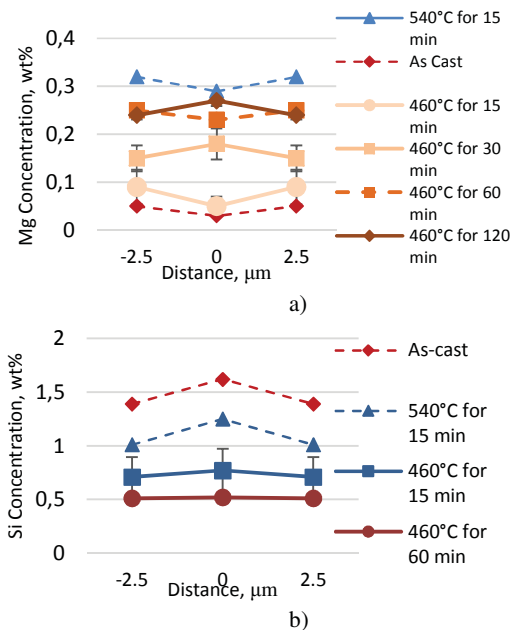 0,4
0,3
0,2
0,1
0
Mg Concentration, wt%
-2.5 0 2.5
Distance, μm
540°C for 15
min
As Cast
460°C for 15
min
460°C for 30
min
460°C for 60
min
460°C for 120
min
a)
2
1,5
1
0,5
0
Si Concentration, wt%
-2.5 0 2.5
Distance, μm
As-cast
540°C for
15 min
460°C for
15 min
460°C for
60 min
b)